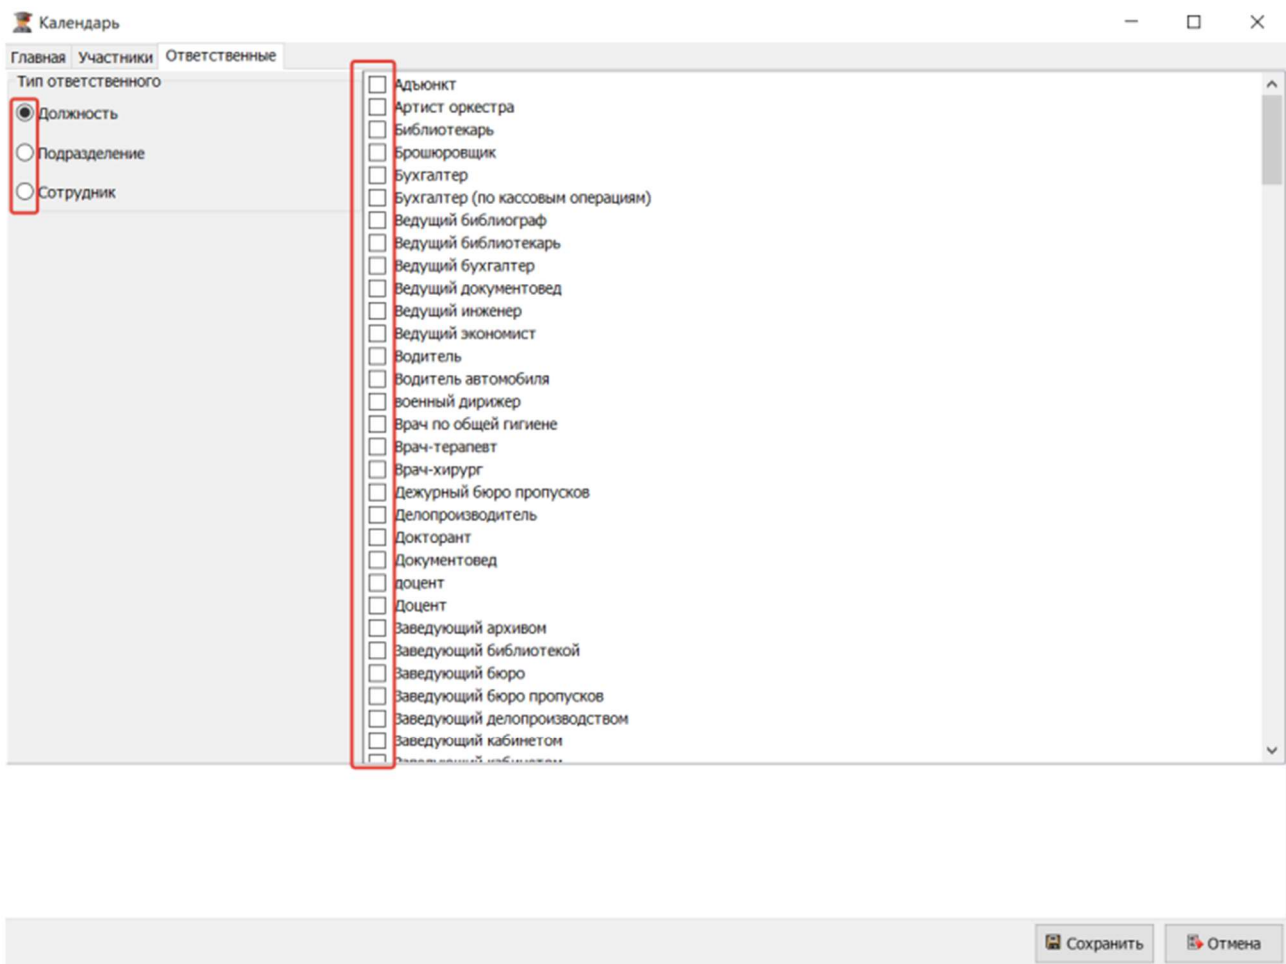 Календарь
Главная Участники Ответственные
Тип ответственного
Должность
Подразделение
Сотрудник
Адъюнкт
Артист оркестра
Библиотекарь
Брошюровщик
Бухгалтер
Бухгалтер (по кассовым операциям)
Ведущий библиограф
Ведущий библиотекарь
Ведущий бухгалтер
Ведущий документовед
Ведущий инженер
Ведущий экономист
Водитель
Водитель автомобиля
военный дирижер
Врач по общей гигиене
Врач-терапевт
Врач-хирург
Дежурный бюро пропусков
Делопроизводитель
Докторант
Документовед
доцент
Доцент
Заведующий архивом
Заведующий библиотекой
Заведующий бюро
Заведующий бюро пропусков
Заведующий делопроизводством
Заведующий кабинетом
Заведующий кабинетом
Сохранить
Отмена